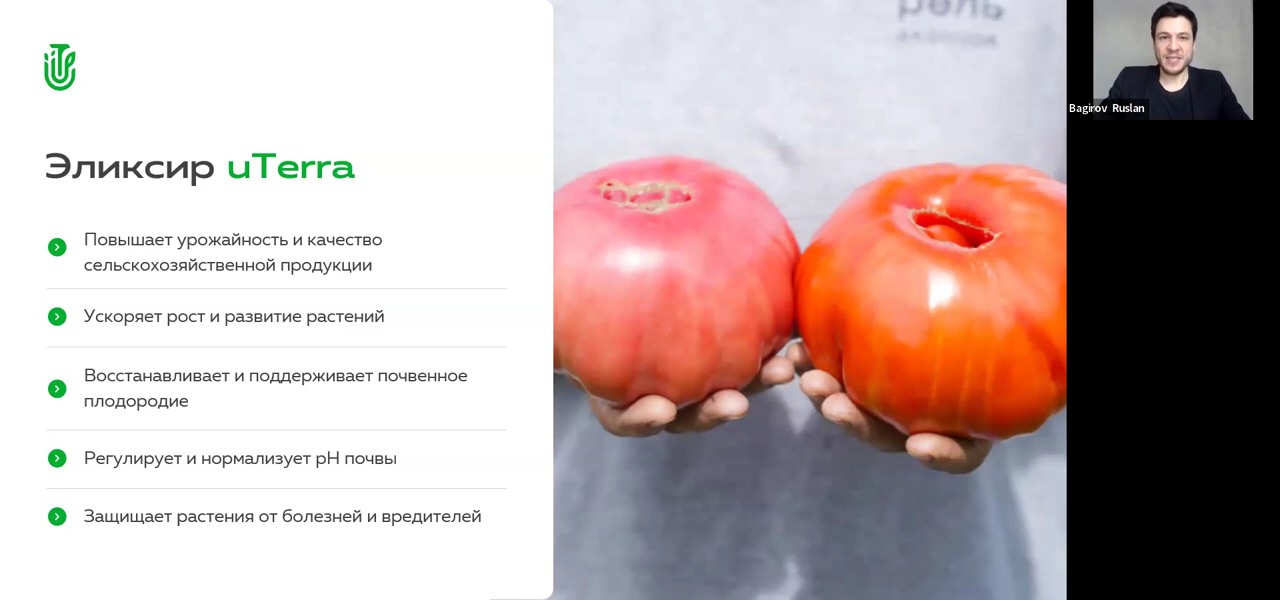 Эликсир uTerra
Повышает урожайность и качество
сельскохозяйственной продукции
Ускоряет рост и развитие растений
Восстанавливает и поддерживает почвенное
плодородие
Регулирует и нормализует pH почвы
Защищает растения от болезней и вредителей
Bagirov Ruslan